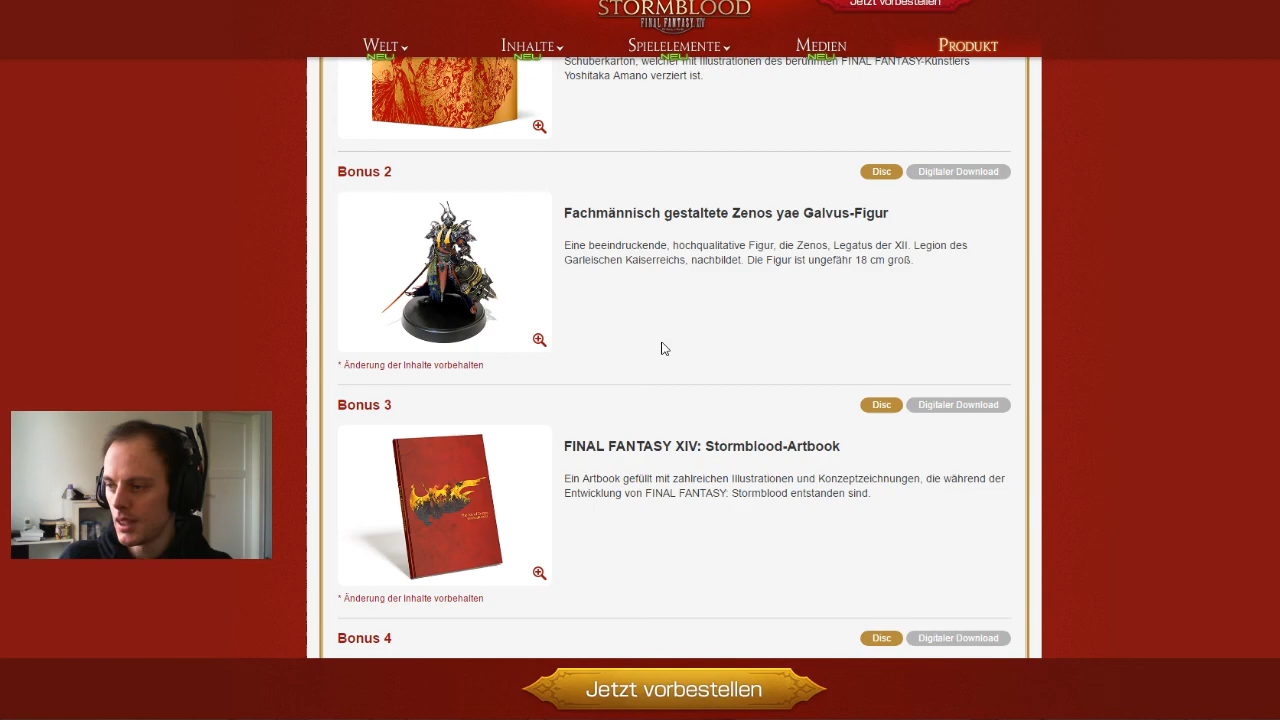 STORMBLOOD
FINAL FANTASY XIV
Jetzt vorbestellen
WELT
NEU
INHALTE
NEU
SPIELELEMENTE
NEU
MEDIEN
NEU
PRODUKT
Schuberkarton, welcher mit Illustrationen des berühmten FINAL FANTASY-Künstlers
Yoshitaka Amano verziert ist.
Bonus 2
Disc
Digitaler Download
Fachmännisch gestaltete Zenos yae Galvus-Figur
Eine beeindruckende, hochqualitative Figur, die Zenos, Legatus der XII. Legion des
Garleischen Kaiserreichs, nachbildet. Die Figur ist ungefähr 18 cm groß.
* Änderung der Inhalte vorbehalten
Bonus 3
Disc
Digitaler Download
FINAL FANTASY XIV: Stormblood-Artbook
Ein Artbook gefüllt mit zahlreichen Illustrationen und Konzeptzeichnungen, die während der
Entwicklung von FINAL FANTASY: Stormblood entstanden sind.
* Änderung der Inhalte vorbehalten
Bonus 4
Disc
Digitaler Download
Jetzt vorbestellen